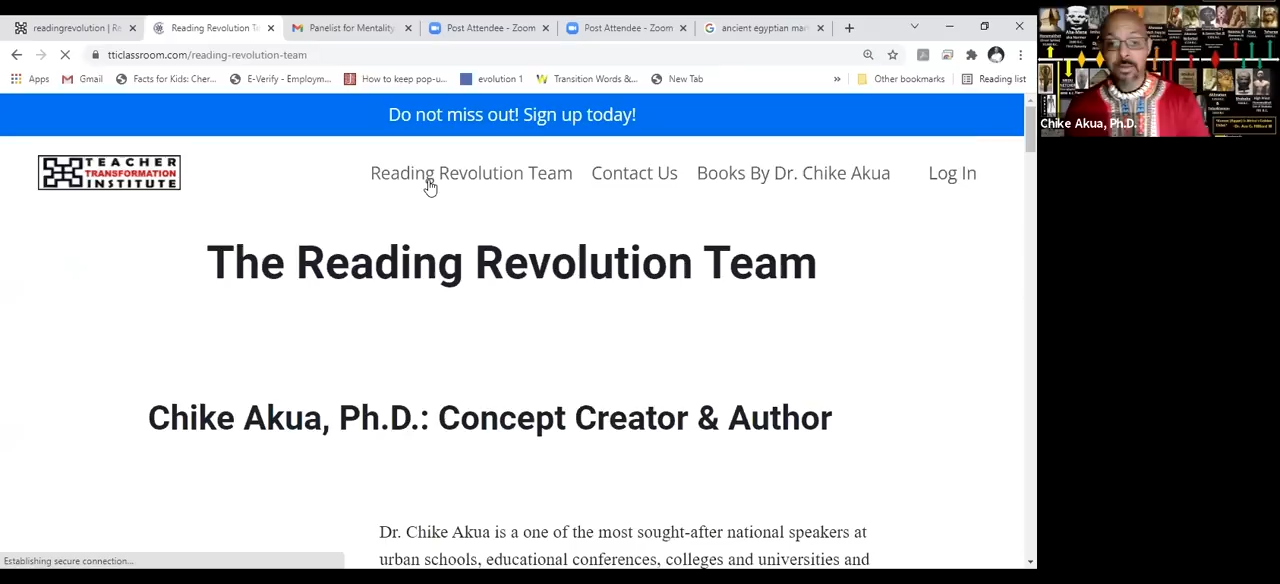 readingrevolution | Re
Reading Revolution Te
Panelist for Mentality
Post Attendee - Zoom
Post Attendee - Zoom
ancient egyptian mar
tticlassroom.com/reading-revolution-team
Apps
Gmail
Facts for Kids: Cher...
E-Verify - Employm...
How to keep pop-u...
evolution 1
Transition Words &...
New Tab
»
Other bookmarks
Reading list
Do not miss out! Sign up today!
TEACHER
TRANSFORMATION
INSTITUTE
Reading Revolution Team
Contact Us
Books By Dr. Chike Akua
Log In
The Reading Revolution Team
Chike Akua, Ph.D.: Concept Creator & Author
Dr. Chike Akua is a one of the most sought-after national speakers at
urban schools, educational conferences, colleges and universities and
Establishing secure connection...
Chike Akua, Ph.D.